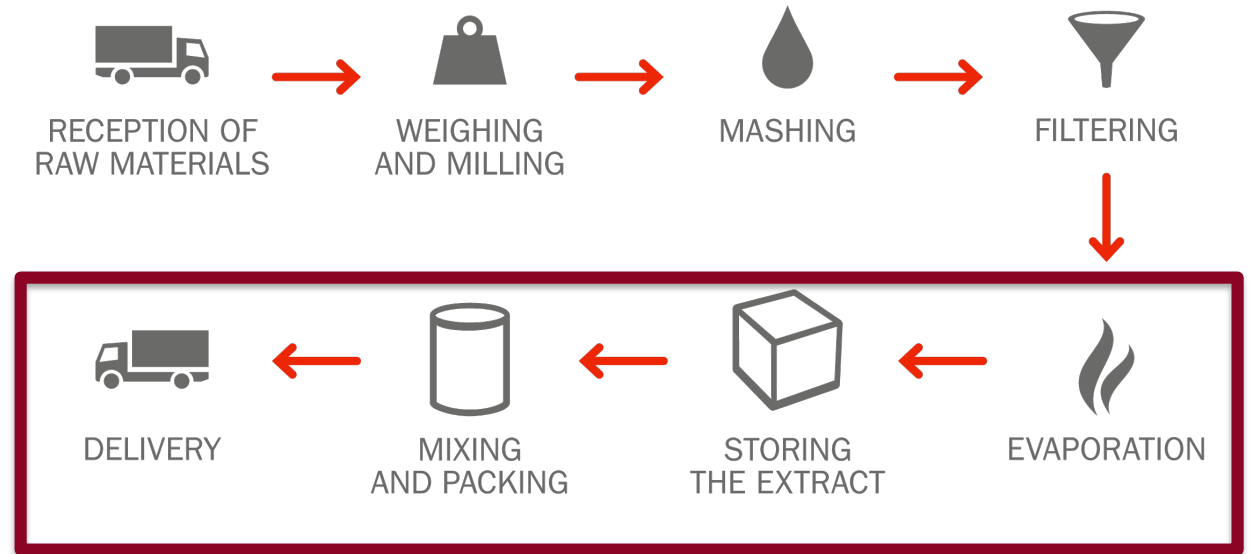 RECEPTION OF
RAW MATERIALS
WEIGHING
AND MILLING
MASHING
FILTERING
DELIVERY
MIXING
AND PACKING
STORING
THE EXTRACT
EVAPORATION